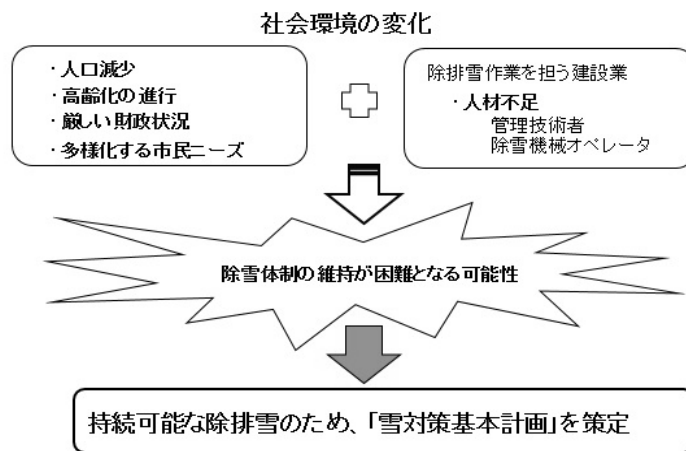 社会環境の変化
・人口減少
・高齢化の進行
・厳しい財政状況
・多様化する市民ニーズ
除排雪作業を担う建設業
・人材不足
管理技術者
除雪機械オペレータ
除雪体制の維持が困難となる可能性
持続可能な除排雪のため、「雪対策基本計画」を策定